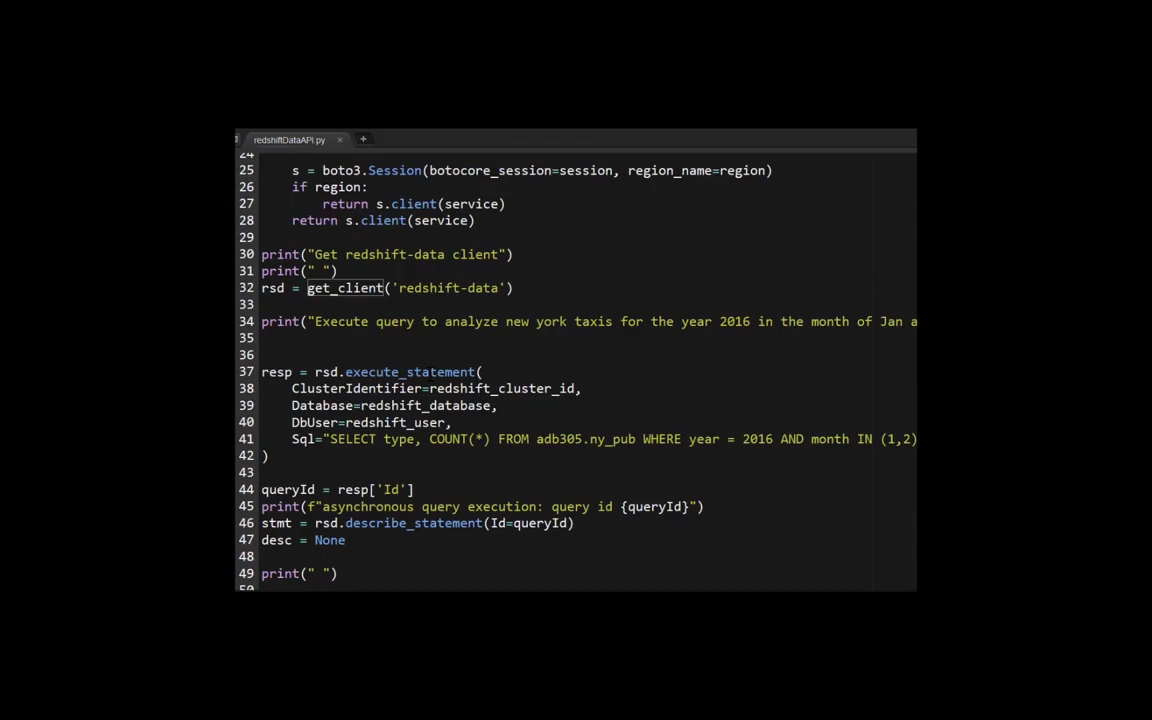 redshiftDataAPI.py × +
24
25 s = boto3.Session(botocore_session=session, region_name=region)
26 if region:
27 return s.client(service)
28 return s.client(service)
29
30 print("Get redshift-data client")
31 print(" ")
32 rsd = get_client('redshift-data')
33
34 print("Execute query to analyze new york taxis for the year 2016 in the month of Jan a
35
36
37 resp = rsd.execute_statement(
38 ClusterIdentifier=redshift_cluster_id,
39 Database=redshift_database,
40 DbUser=redshift_user,
41 Sql="SELECT type, COUNT(*) FROM adb305.ny_pub WHERE year = 2016 AND month IN (1,2)
42 )
43
44 queryId = resp['Id']
45 print(f"asynchronous query execution: query id {queryId}")
46 stmt = rsd.describe_statement(Id=queryId)
47 desc = None
48
49 print(" ")
50